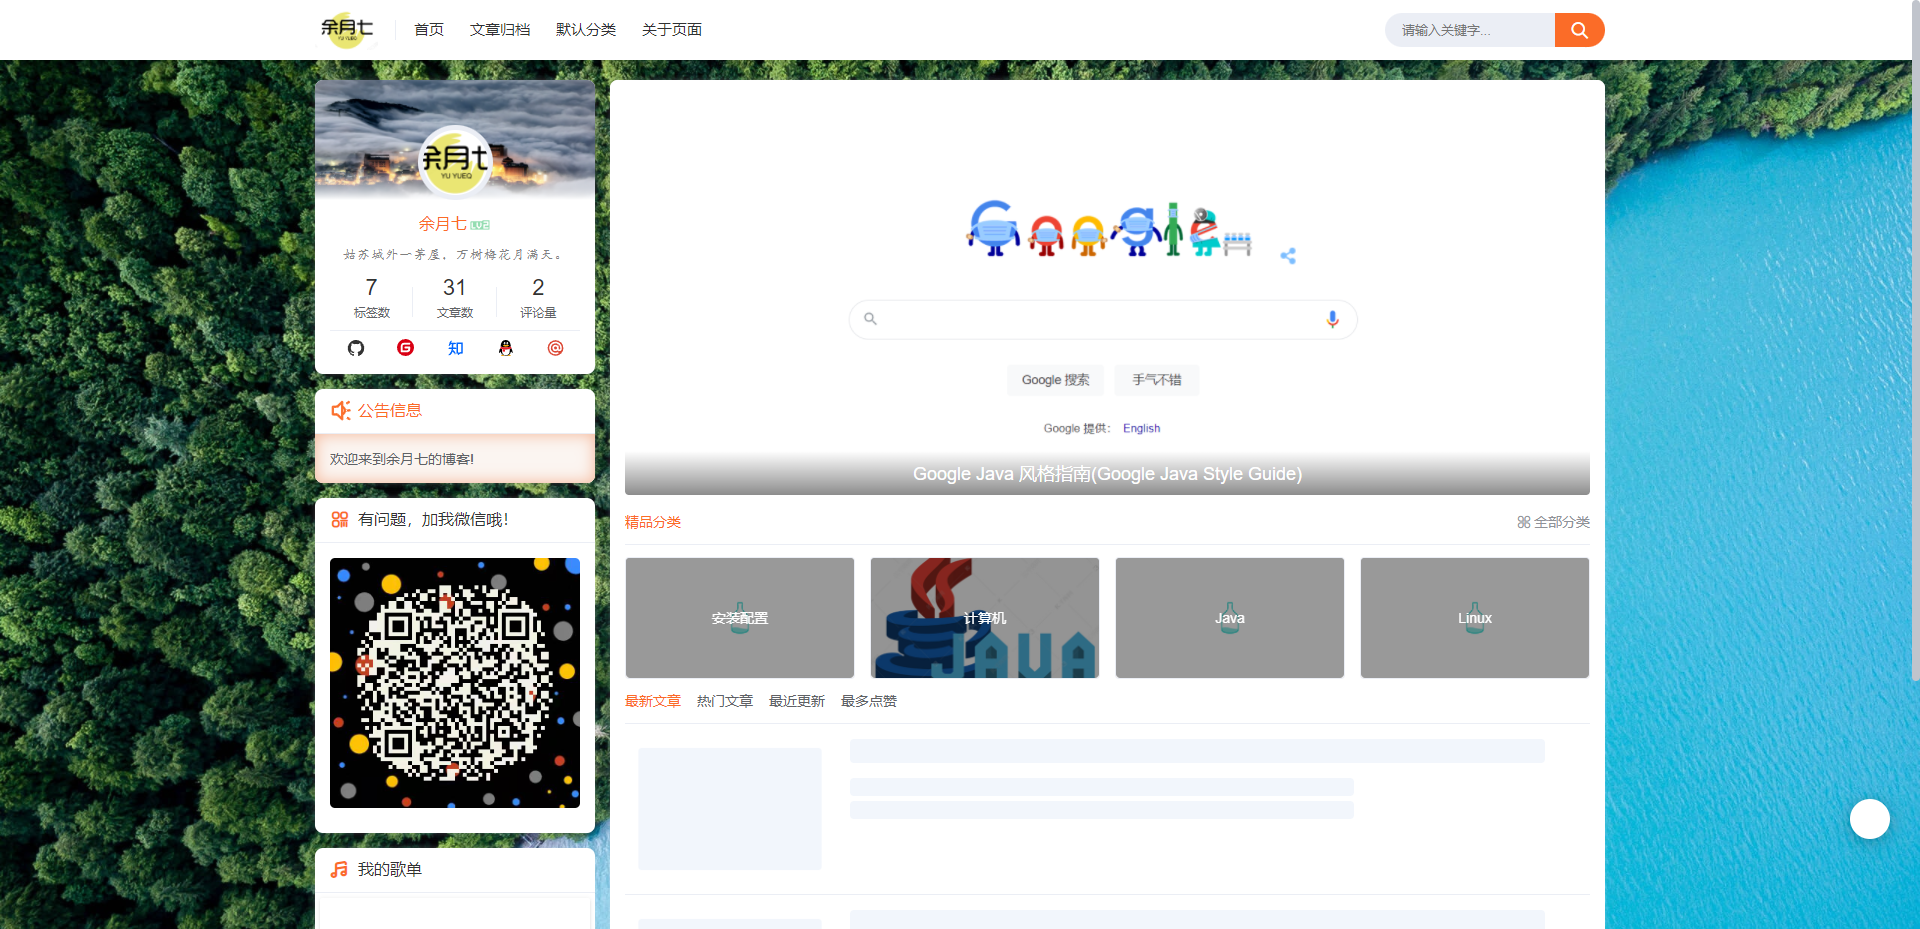 余月七
YU YUEQ
首页
文章归档
默认分类
关于页面
请输入关键字...
余月七
YU YUEQ
余月七 LV2
姑苏城外一茅屋，万树梅花月满天。
7
标签数
31
文章数
2
评论量
知
公告信息
欢迎来到余月七的博客!
有问题，加我微信哦!
我的歌单
Google
Google 搜索
手气不错
Google 提供： English
Google Java 风格指南(Google Java Style Guide)
精品分类
全部分类
安装配置
计算机
JAVA
Java
Linux
最新文章
热门文章
最近更新
最多点赞